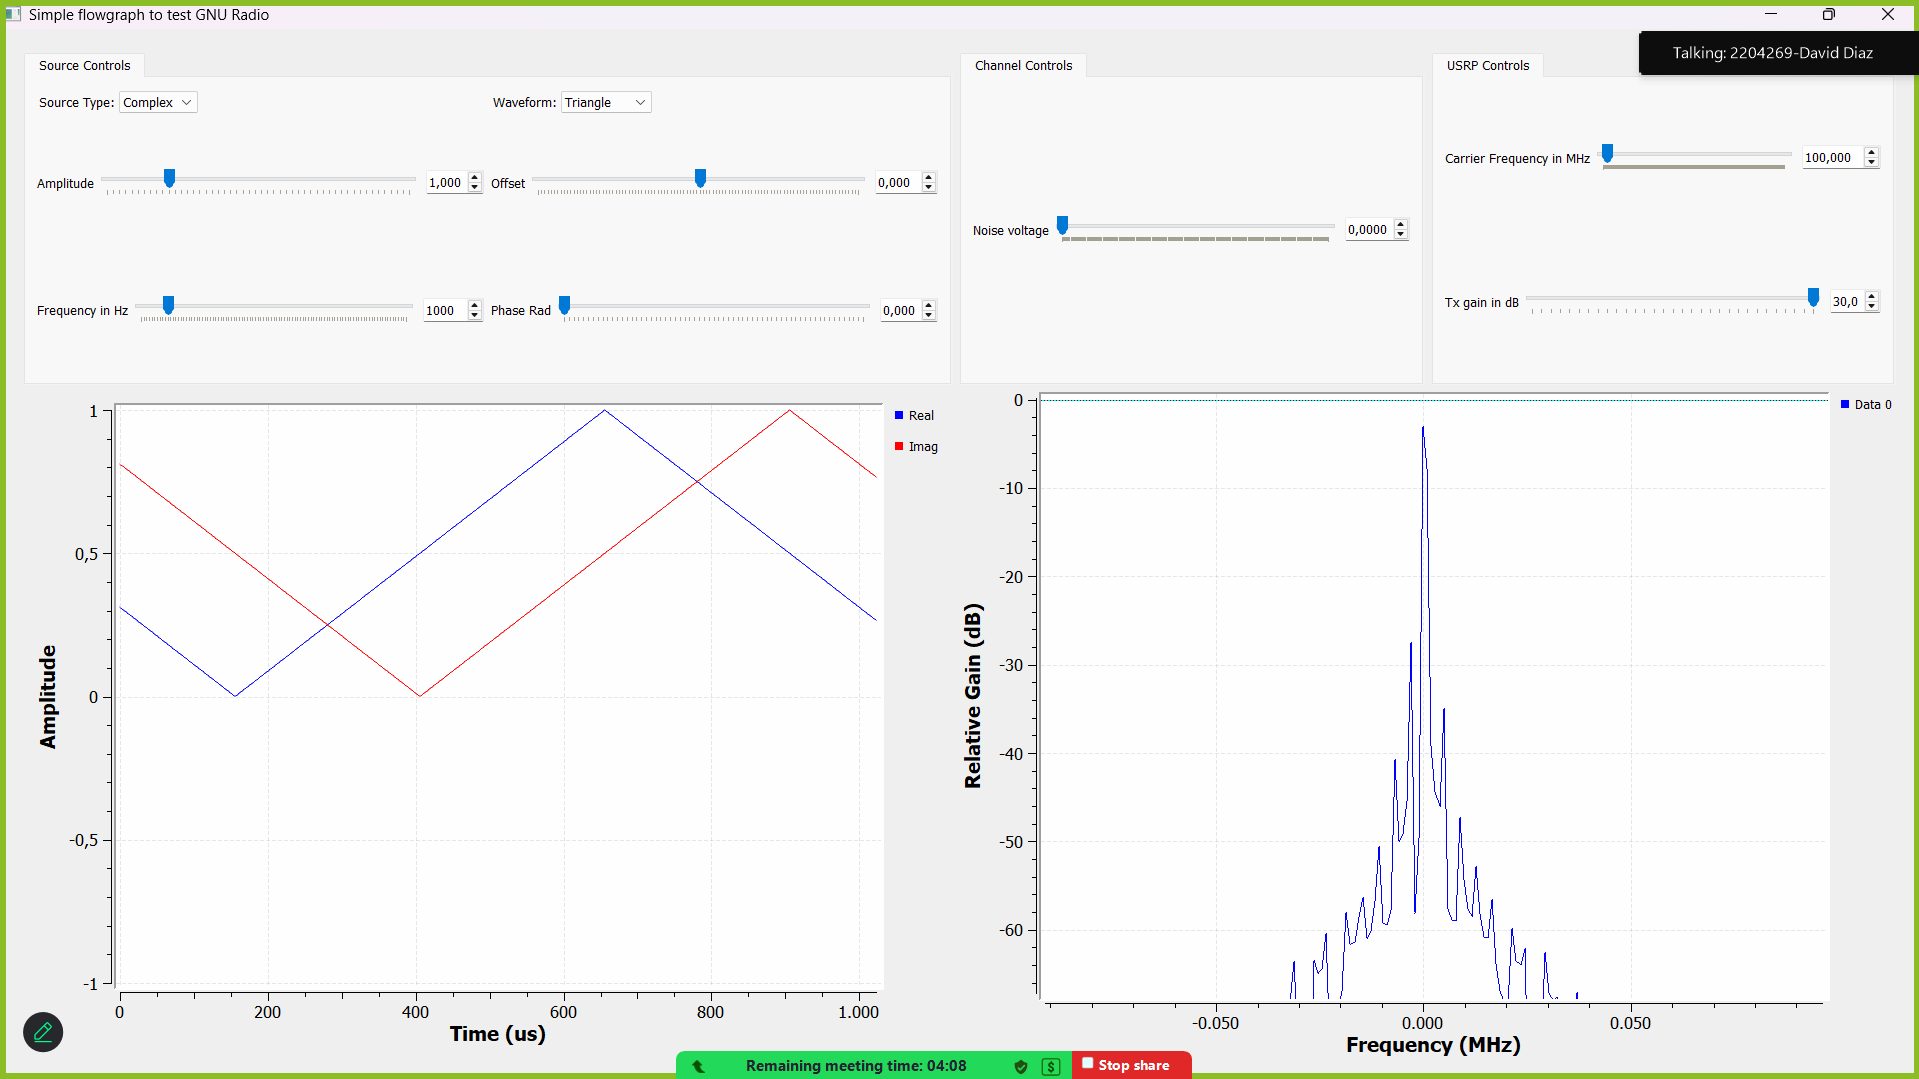 Simple flowgraph to test GNU Radio
Talking: 2204269-David Diaz
Source Controls
Source Type: Complex
Waveform: Triangle
Amplitude 1,000
Offset 0,000
Frequency in Hz 1000
Phase Rad 0,000
Channel Controls
Noise voltage 0,0000
USRP Controls
Carrier Frequency in MHz 100,000
Tx gain in dB 30,0
1
0,5
0
-0,5
-1
Amplitude
0 200 400 600 800 1.000
Time (us)
Real
Imag
0
-10
-20
-30
-40
-50
-60
Relative Gain (dB)
-0.050 0.000 0.050
Frequency (MHz)
Data 0
Remaining meeting time: 04:08
$
Stop share